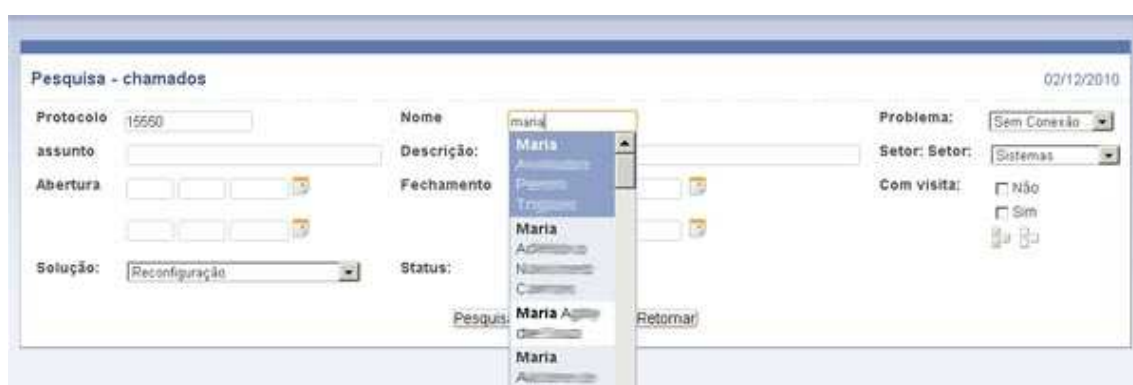 Pesquisa - chamados 02/12/2010
Protocolo 15550 Nome maria Problema: Sem Conexão
assunto Descrição: Setor: Setor: Sistemas
Abertura Fechamento Com visita: Não
Sim
Solução: Reconfiguração Status:
Maria
Maria
Maria
Maria
Retornar